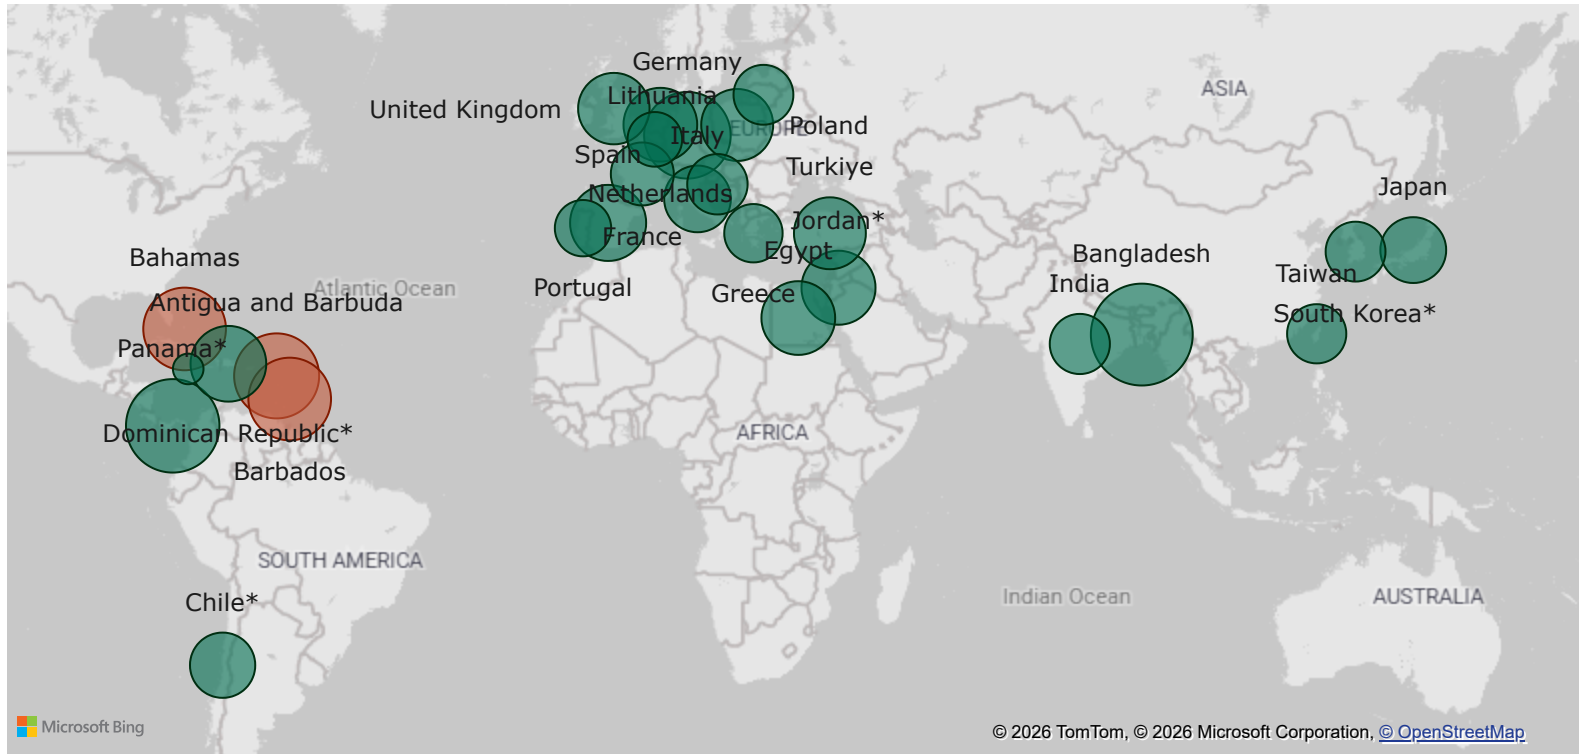 Germany
ASIA
Lithuania
United Kingdom
EUROPE
Poland
Italy
Spain
Turkiye
Japan
Netherlands
Jordan*
France
Egypt
Bahamas
Bangladesh
Taiwan
India
Atlantic Ocean
Portugal
Greece
Antigua and Barbuda
South Korea*
Panama*
AFRICA
Dominican Republic*
Barbados
SOUTH AMERICA
Indian Ocean
AUSTRALIA
Chile*
Microsoft Bing
© 2026 TomTom, © 2026 Microsoft Corporation, © OpenStreetMap